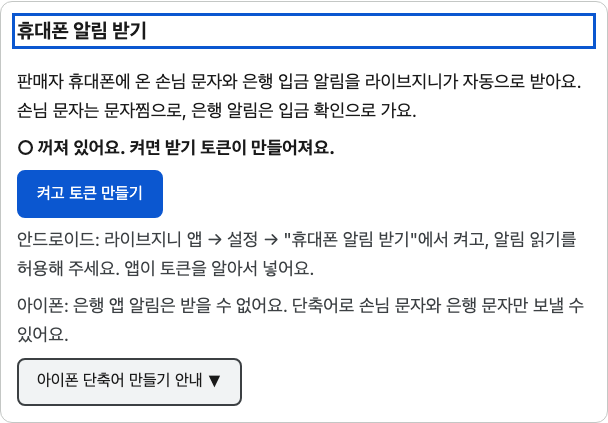 휴대폰 알림 받기
판매자 휴대폰에 온 손님 문자와 은행 입금 알림을 라이브지니가 자동으로 받아요.
손님 문자는 문자찜으로, 은행 알림은 입금 확인으로 가요.
○ 꺼져 있어요. 켜면 받기 토큰이 만들어져요.
켜고 토큰 만들기
안드로이드: 라이브지니 앱 → 설정 → "휴대폰 알림 받기"에서 켜고, 알림 읽기를
허용해 주세요. 앱이 토큰을 알아서 넣어요.
아이폰: 은행 앱 알림은 받을 수 없어요. 단축어로 손님 문자와 은행 문자만 보낼 수
있어요.
아이폰 단축어 만들기 안내 ▼